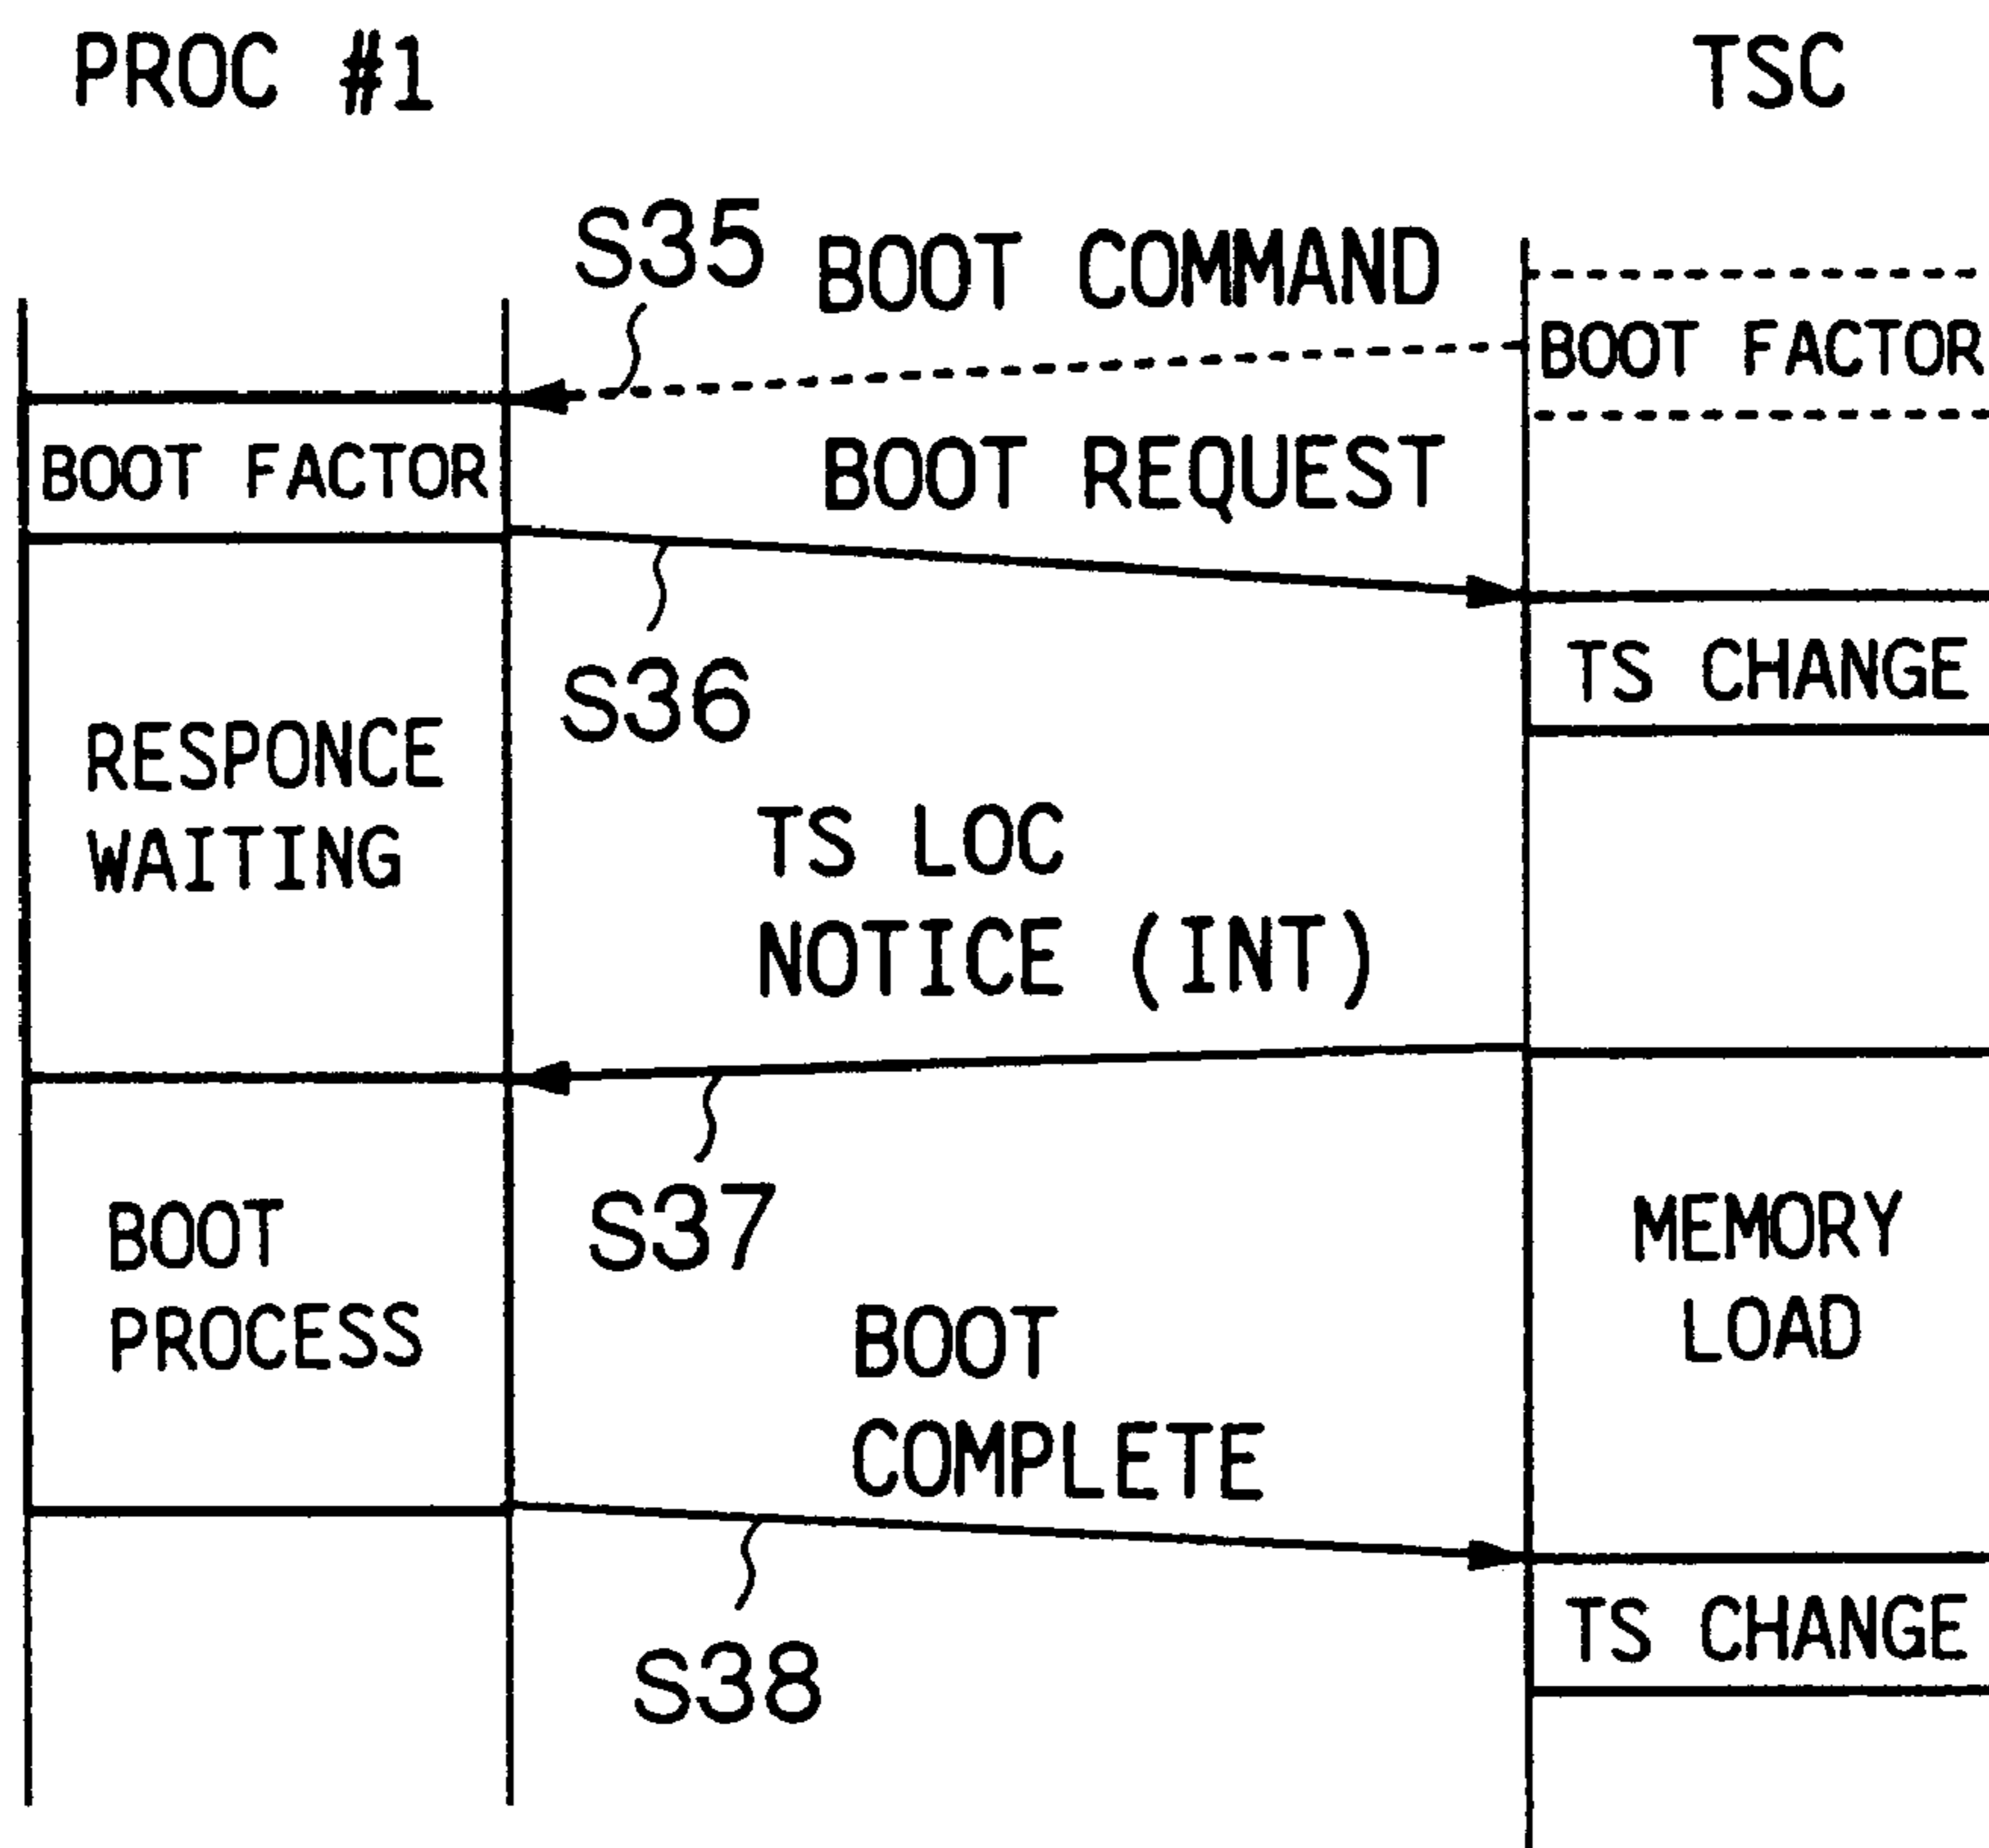 PROC #1
TSC
S35
BOOT COMMAND
BOOT FACTOR
BOOT FACTOR
BOOT REQUEST
S36
TS CHANGE
RESPONCE
WAITING
TS LOC
NOTICE (INT)
S37
BOOT
PROCESS
MEMORY
LOAD
BOOT
COMPLETE
S38
TS CHANGE